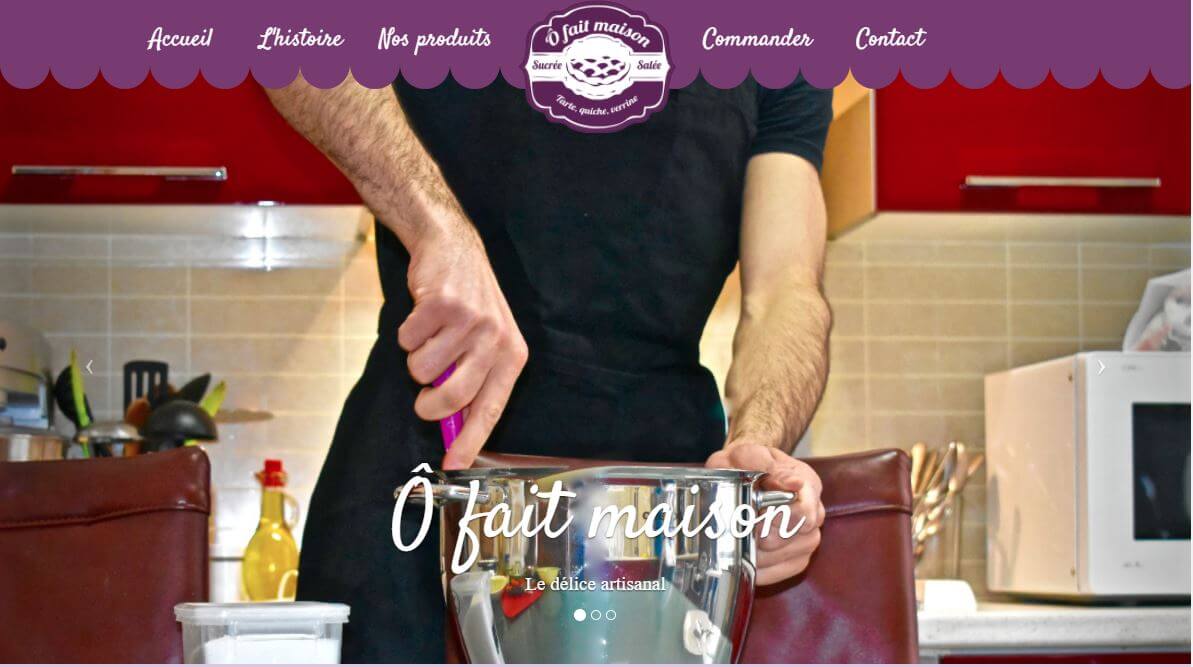 Accueil
L'histoire
Nos produits
Ô fait maison
Sucrée
Salée
Tarte, quiche, verrine
Commander
Contact
Ô fait maison
Le délice artisanal